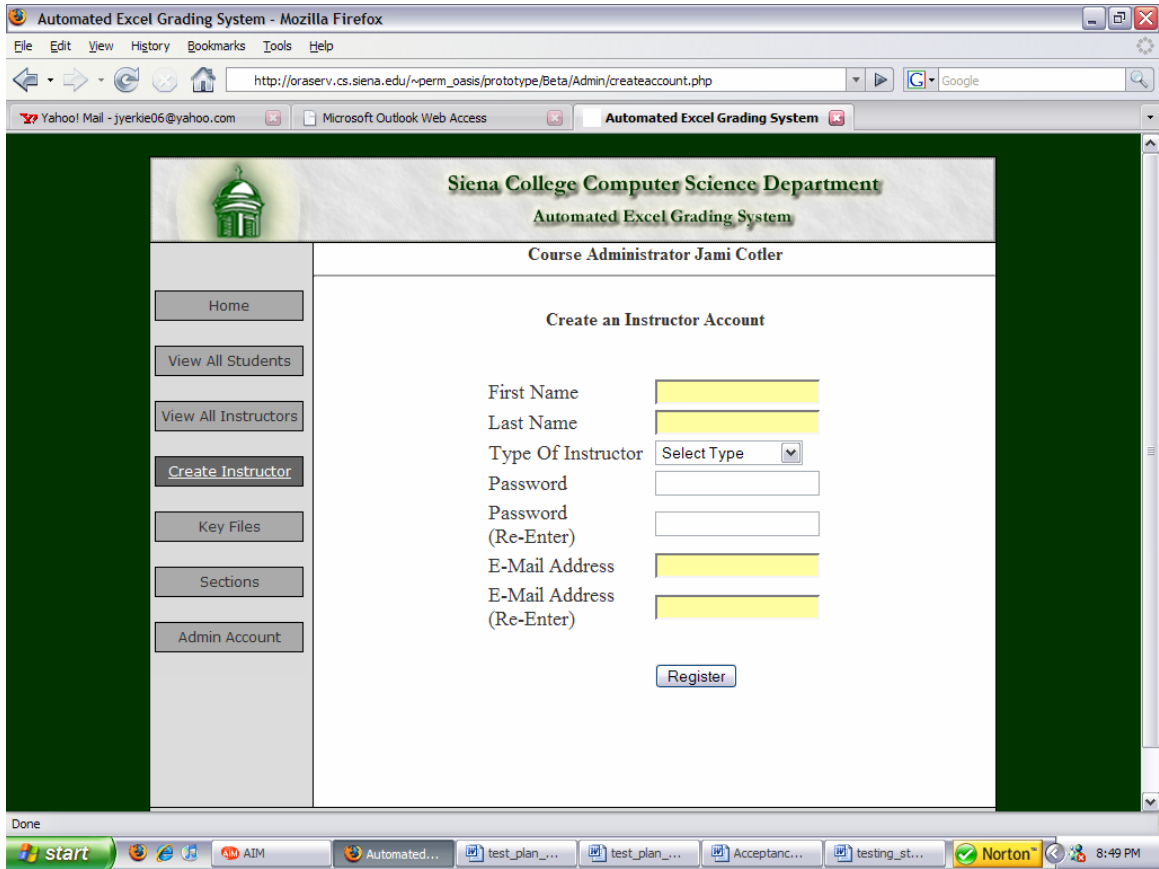 Automated Excel Grading System - Mozilla Firefox
File Edit View History Bookmarks Tools Help
http://oraserv.cs.siena.edu/~perm_oasis/prototype/Beta/Admin/createaccount.php
G Google
Yahoo! Mail - jyerkie06@yahoo.com
Microsoft Outlook Web Access
Automated Excel Grading System
Siena College Computer Science Department
Automated Excel Grading System
Course Administrator Jami Cotler
Home
View All Students
View All Instructors
Create Instructor
Key Files
Sections
Admin Account
Create an Instructor Account
First Name
Last Name
Type Of Instructor Select Type
Password
Password
(Re-Enter)
E-Mail Address
E-Mail Address
(Re-Enter)
Register
Done
start AIM Automated... test_plan_... test_plan_... Acceptanc... testing_st... Norton™ 8:49 PM